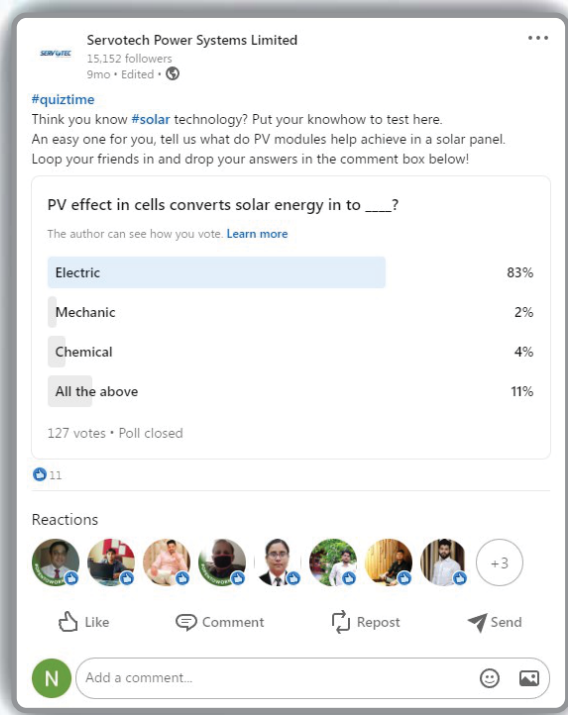 SERVOTEC
Servotech Power Systems Limited
15,152 followers
9mo • Edited •
#quiztime
Think you know #solar technology? Put your knowhow to test here.
An easy one for you, tell us what do PV modules help achieve in a solar panel.
Loop your friends in and drop your answers in the comment box below!
PV effect in cells converts solar energy in to ____?
The author can see how you vote. Learn more
Electric 83%
Mechanic 2%
Chemical 4%
All the above 11%
127 votes • Poll closed
11
Reactions
+3
Like Comment Repost Send
N Add a comment...